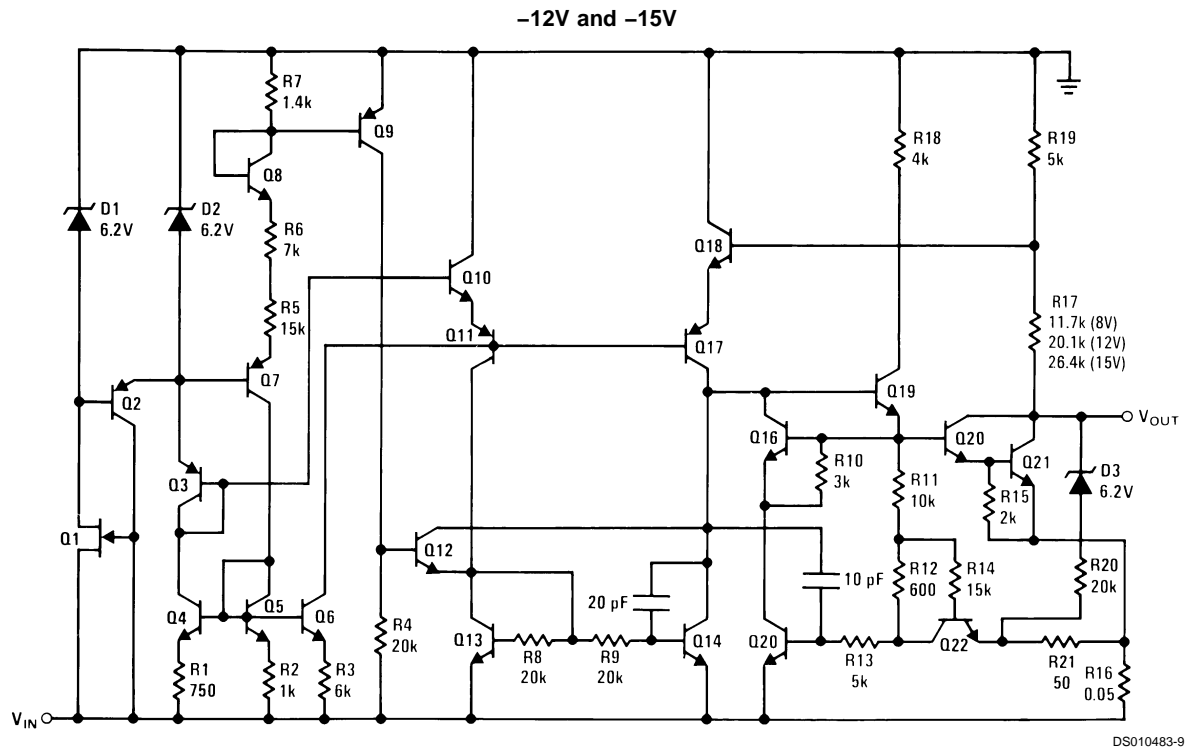 –12V and –15V
R7
1.4k
Q9
Q8
R18
4k
R19
5k
D1
6.2V
D2
6.2V
R6
7k
Q18
Q10
R5
15k
Q11
R17
11.7k (8V)
20.1k (12V)
26.4k (15V)
Q17
Q7
Q2
Q19
VOUT
Q16
Q20
Q21
R10
3k
R11
10k
D3
6.2V
Q3
R15
2k
Q1
Q12
10 pF
R12
600
R14
15k
R20
20k
20 pF
Q4
Q5
Q6
R4
20k
Q13
Q14
Q20
Q22
R8
20k
R9
20k
R13
5k
R21
50
R16
0.05
R1
750
R2
1k
R3
6k
VIN
DS010483-9